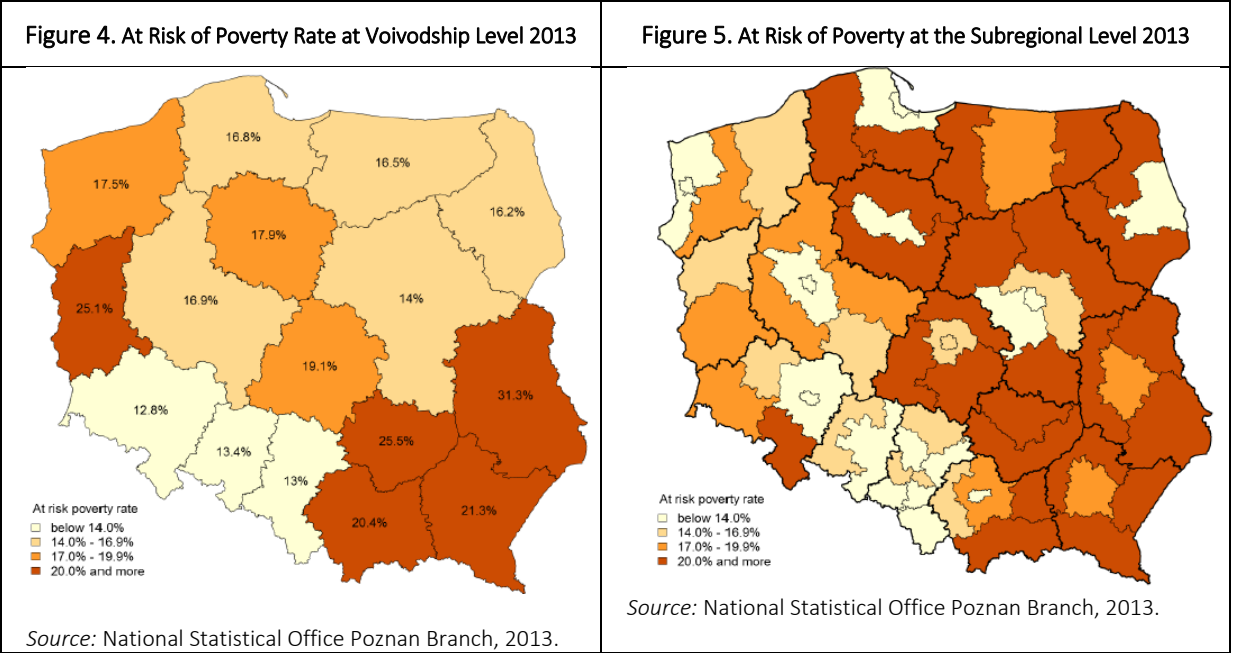 Figure 4. At Risk of Poverty Rate at Voivodship Level 2013
16.8%
16.5%
17.5%
16.2%
17.9%
25.1%
16.9%
14%
19.1%
31.3%
12.8%
25.5%
13.4%
13%
21.3%
20.4%
At risk poverty rate
below 14.0%
14.0% - 16.9%
17.0% - 19.9%
20.0% and more
Source: National Statistical Office Poznan Branch, 2013.
Figure 5. At Risk of Poverty at the Subregional Level 2013
At risk poverty rate
below 14.0%
14.0% - 16.9%
17.0% - 19.9%
20.0% and more
Source: National Statistical Office Poznan Branch, 2013.